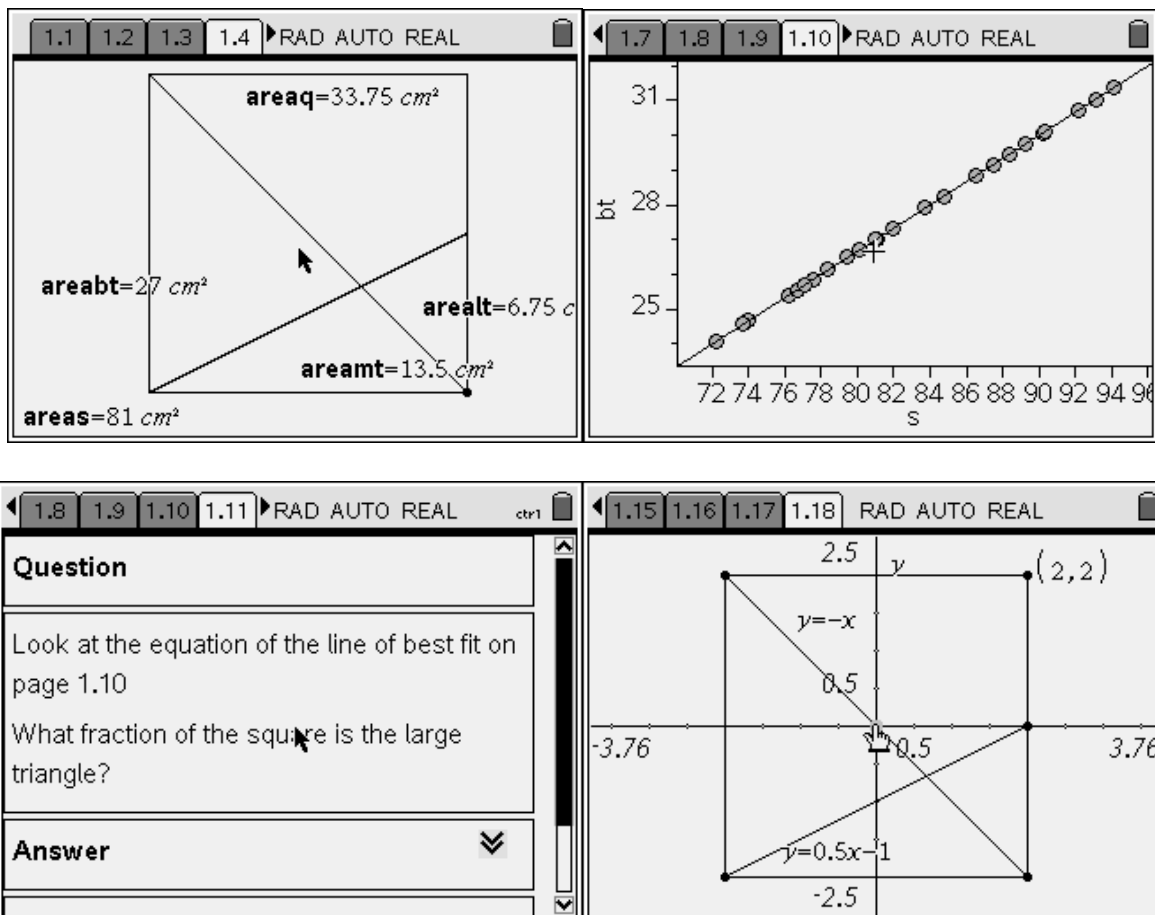 1.1 1.2 1.3 1.4 RAD AUTO REAL
areaq=33.75 cm²
areabt=27 cm²
arealt=6.75 c
areamt=13.5 cm²
areas=81 cm²
1.7 1.8 1.9 1.10 RAD AUTO REAL
31
28
25
bt
72 74 76 78 80 82 84 86 88 90 92 94 96
s
1.8 1.9 1.10 1.11 RAD AUTO REAL ctrl
Question
Look at the equation of the line of best fit on
page 1.10
What fraction of the square is the large
triangle?
Answer
1.15 1.16 1.17 1.18 RAD AUTO REAL
2.5 y
(2,2)
y=-x
0.5
-3.76 0.5 3.76
y=0.5x-1
-2.5